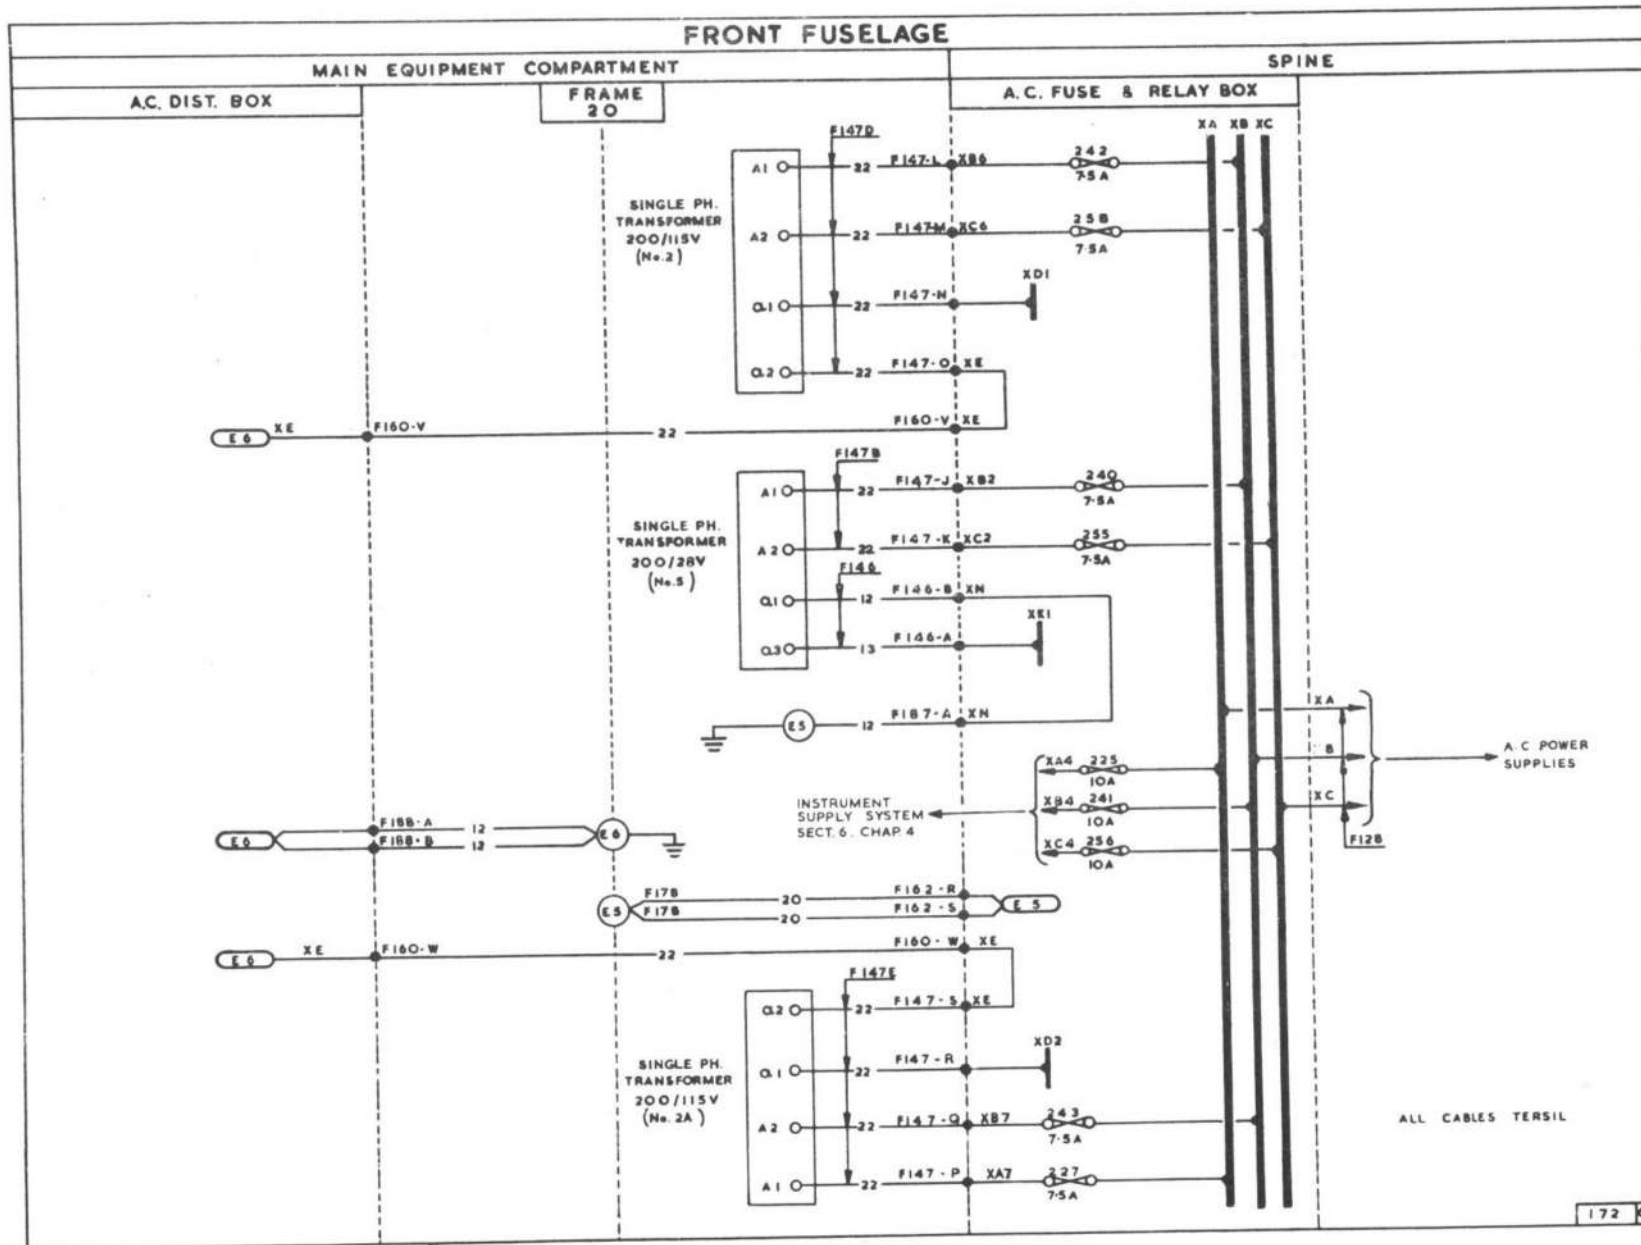 FRONT FUSELAGE
MAIN EQUIPMENT COMPARTMENT
SPINE
A.C. DIST. BOX
FRAME
20
A.C. FUSE & RELAY BOX
XA XB XC
F147D
SINGLE PH.
TRANSFORMER
200/115V
(No.2)
A1 22 F147-L XB6 242
7·5A
A2 22 F147-M XC6 258
7·5A
Q.1 22 F147-N XD1
Q.2 22 F147-O XE
E6 XE F160-V 22 F160-V XE
F147B
SINGLE PH.
TRANSFORMER
200/28V
(No.5)
A1 22 F147-J XB2 240
7·5A
A2 22 F147-K XC2 255
7·5A
F146
Q.1 12 F146-B XN
Q.3 13 F146-A XE1
E5 12 F187-A XN
XA
B
XC
F128
A.C POWER
SUPPLIES
INSTRUMENT
SUPPLY SYSTEM
SECT. 6. CHAP. 4
XA4 225
10A
XB4 241
10A
XC4 256
10A
E6 F188-A 12 E6
F188-B 12
E5 F178 20 F162-R E5
F178 20 F162-S
E6 XE F160-W 22 F160-W XE
F147E
SINGLE PH.
TRANSFORMER
200/115V
(No. 2A)
Q.2 22 F147-S XE
Q.1 22 F147-R XD2
A2 22 F147-Q XB7 243
7·5A
A1 22 F147-P XA7 227
7·5A
ALL CABLES TERSIL
172